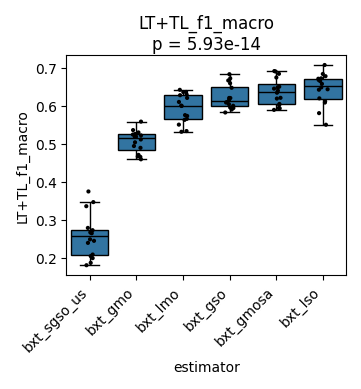 LT+TL_f1_macro
p = 5.93e-14
LT+TL_f1_macro
0.7
0.6
0.5
0.4
0.3
0.2
bxt_sgso_us
bxt_gmo
bxt_lmo
bxt_gso
bxt_gmosa
bxt_lso
estimator